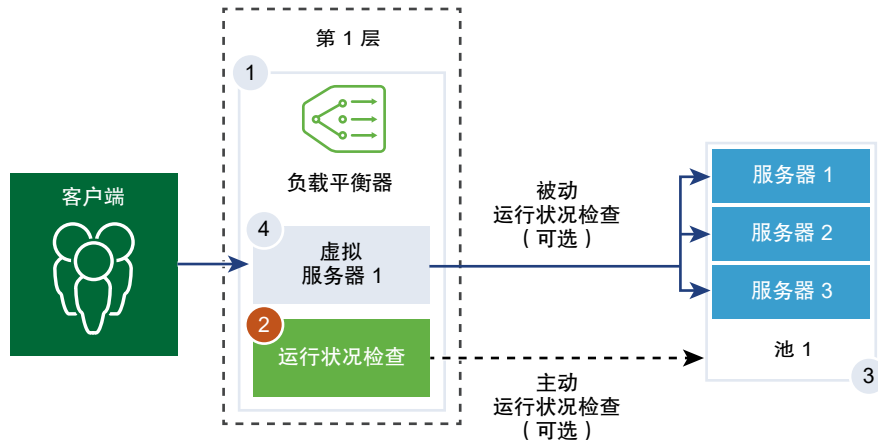 第 1 层
1
负载平衡器
客户端
4
虚拟
服务器 1
2
运行状况检查
被动
运行状况检查
（可选）
主动
运行状况检查
（可选）
服务器 1
服务器 2
服务器 3
池 1
3